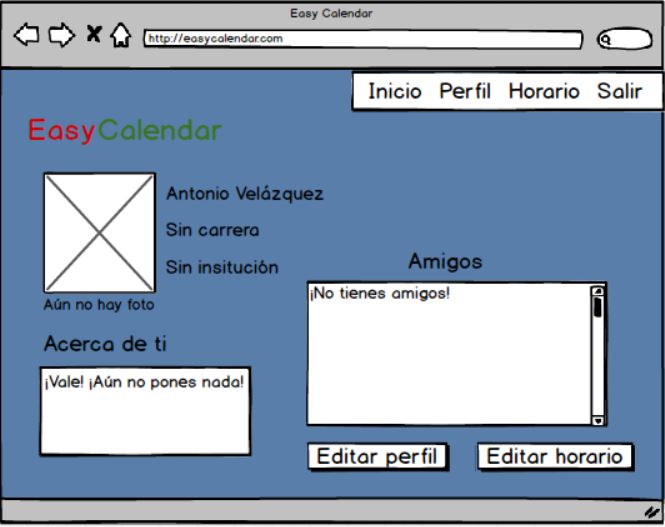 Easy Calendar
http://easycalendar.com
Inicio Perfil Horario Salir
EasyCalendar
Antonio Velázquez
Sin carrera
Sin insitución
Aún no hay foto
Amigos
¡No tienes amigos!
Acerca de ti
¡Vale! ¡Aún no pones nada!
Editar perfil
Editar horario